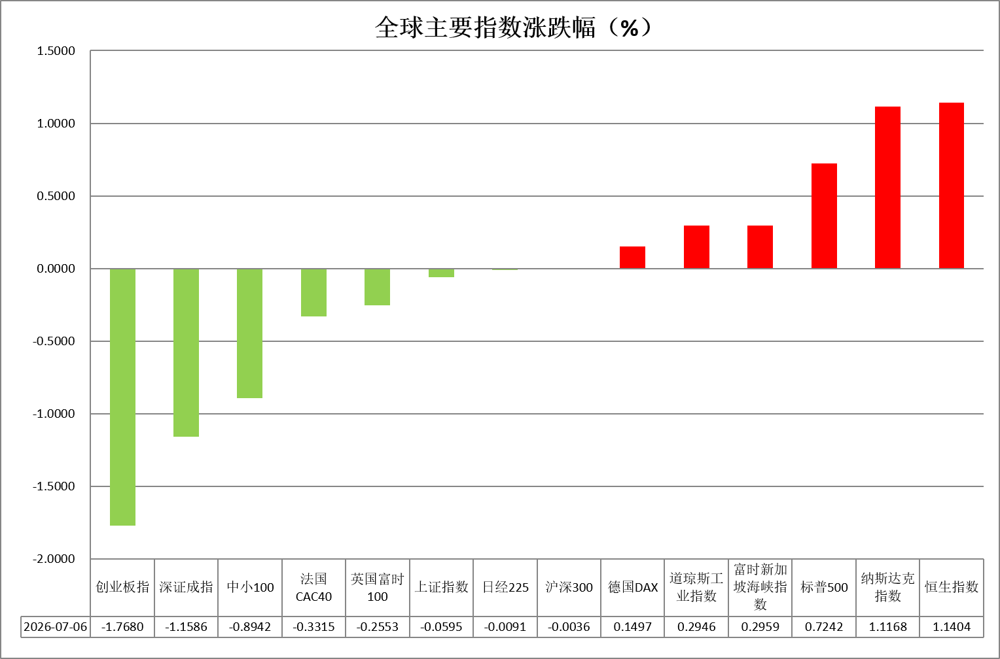 全球主要指数涨跌幅（%）
1.5000
1.0000
0.5000
0.0000
-0.5000
-1.0000
-1.5000
-2.0000
创业板指
深证成指
中小100
法国
CAC40
英国富时
100
上证指数
日经225
沪深300
德国DAX
道琼斯工
业指数
富时新加
坡海峡指
数
标普500
纳斯达克
指数
恒生指数
2026-07-06 -1.7680 -1.1586 -0.8942 -0.3315 -0.2553 -0.0595 -0.0091 -0.0036 0.1497 0.2946 0.2959 0.7242 1.1168 1.1404